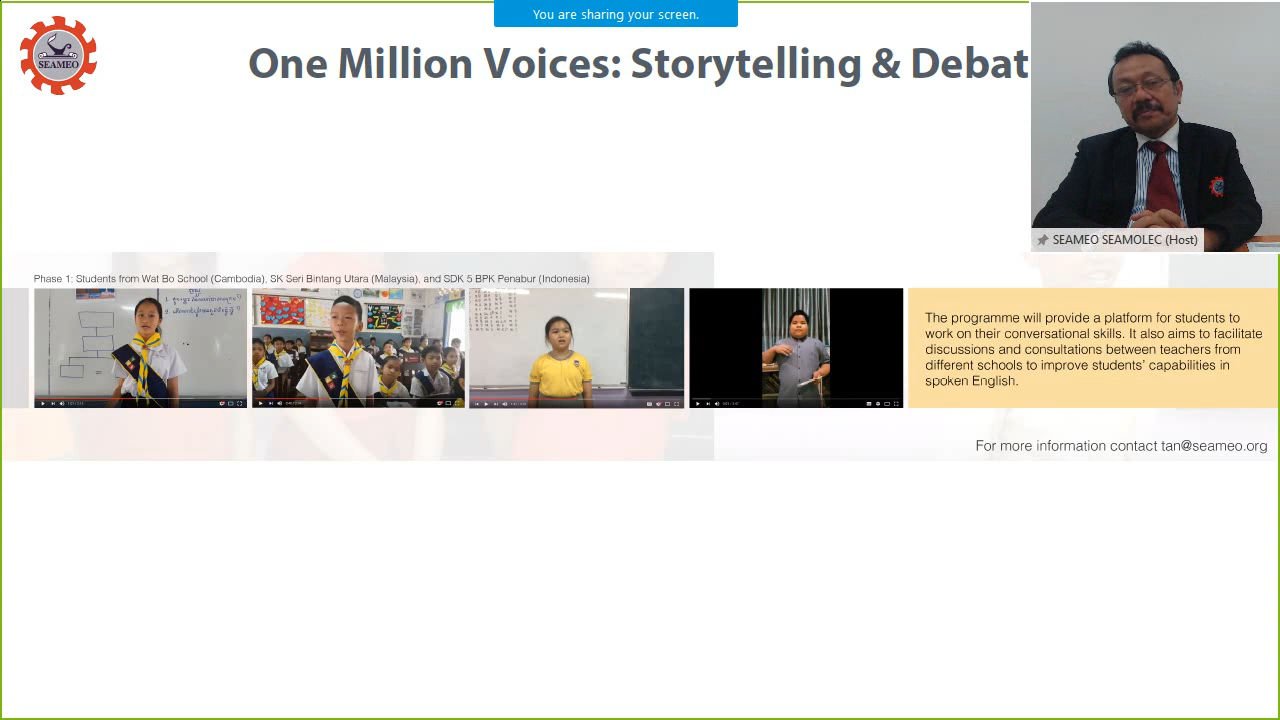 You are sharing your screen.
SEAMEO
One Million Voices: Storytelling & Debat
SEAMEO SEAMOLEC (Host)
Phase 1: Students from Wat Bo School (Cambodia), SK Seri Bintang Utara (Malaysia), and SDK 5 BPK Penabur (Indonesia)
The programme will provide a platform for students to
work on their conversational skills. It also aims to facilitate
discussions and consultations between teachers from
different schools to improve students' capabilities in
spoken English.
For more information contact tan@seameo.org